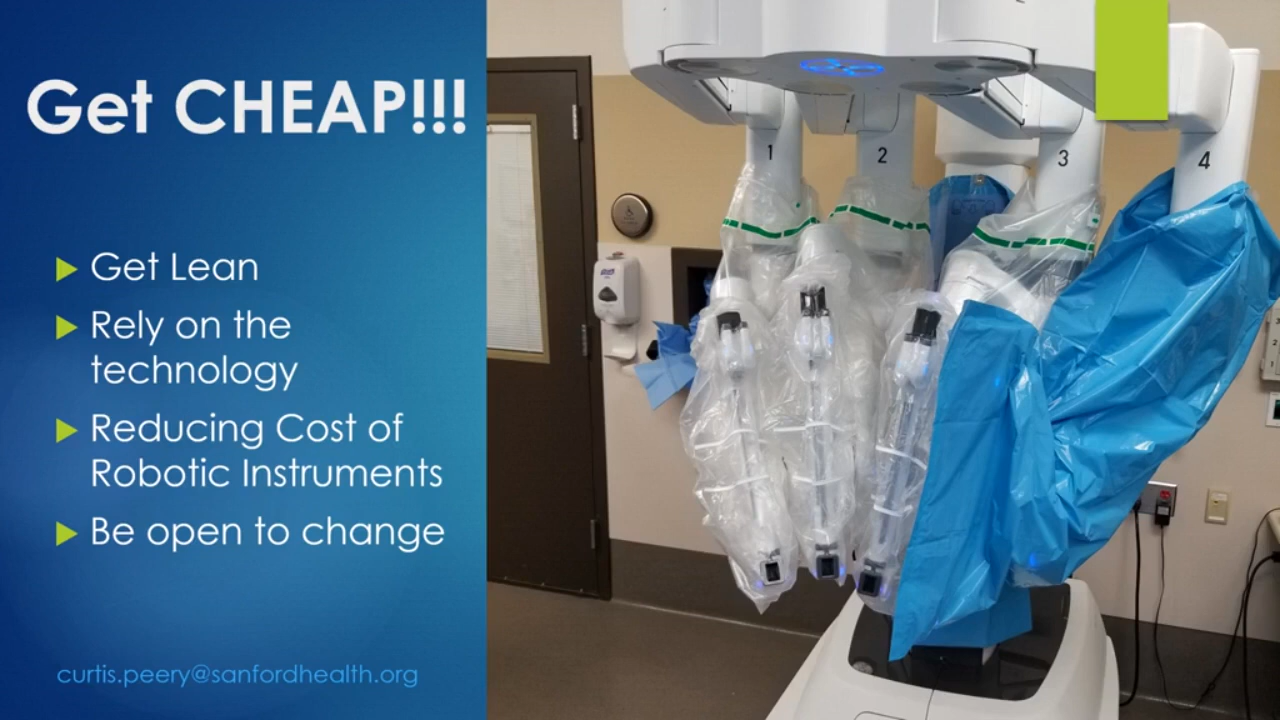 Get CHEAP!!!
Get Lean
Rely on the
technology
Reducing Cost of
Robotic Instruments
Be open to change
curtis.peery@sanfordhealth.org
1
2
3
4